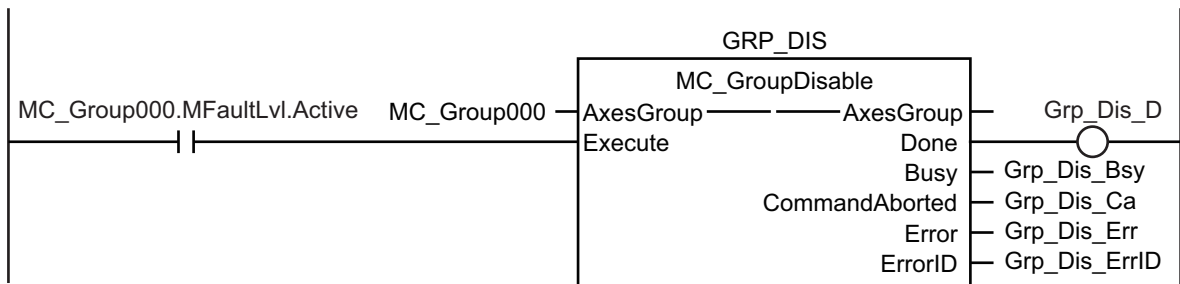 GRP_DIS
MC_GroupDisable
MC_Group000.MFaultLvl.Active MC_Group000 AxesGroup AxesGroup Grp_Dis_D
Execute Done
Busy Grp_Dis_Bsy
CommandAborted Grp_Dis_Ca
Error Grp_Dis_Err
ErrorID Grp_Dis_ErrID